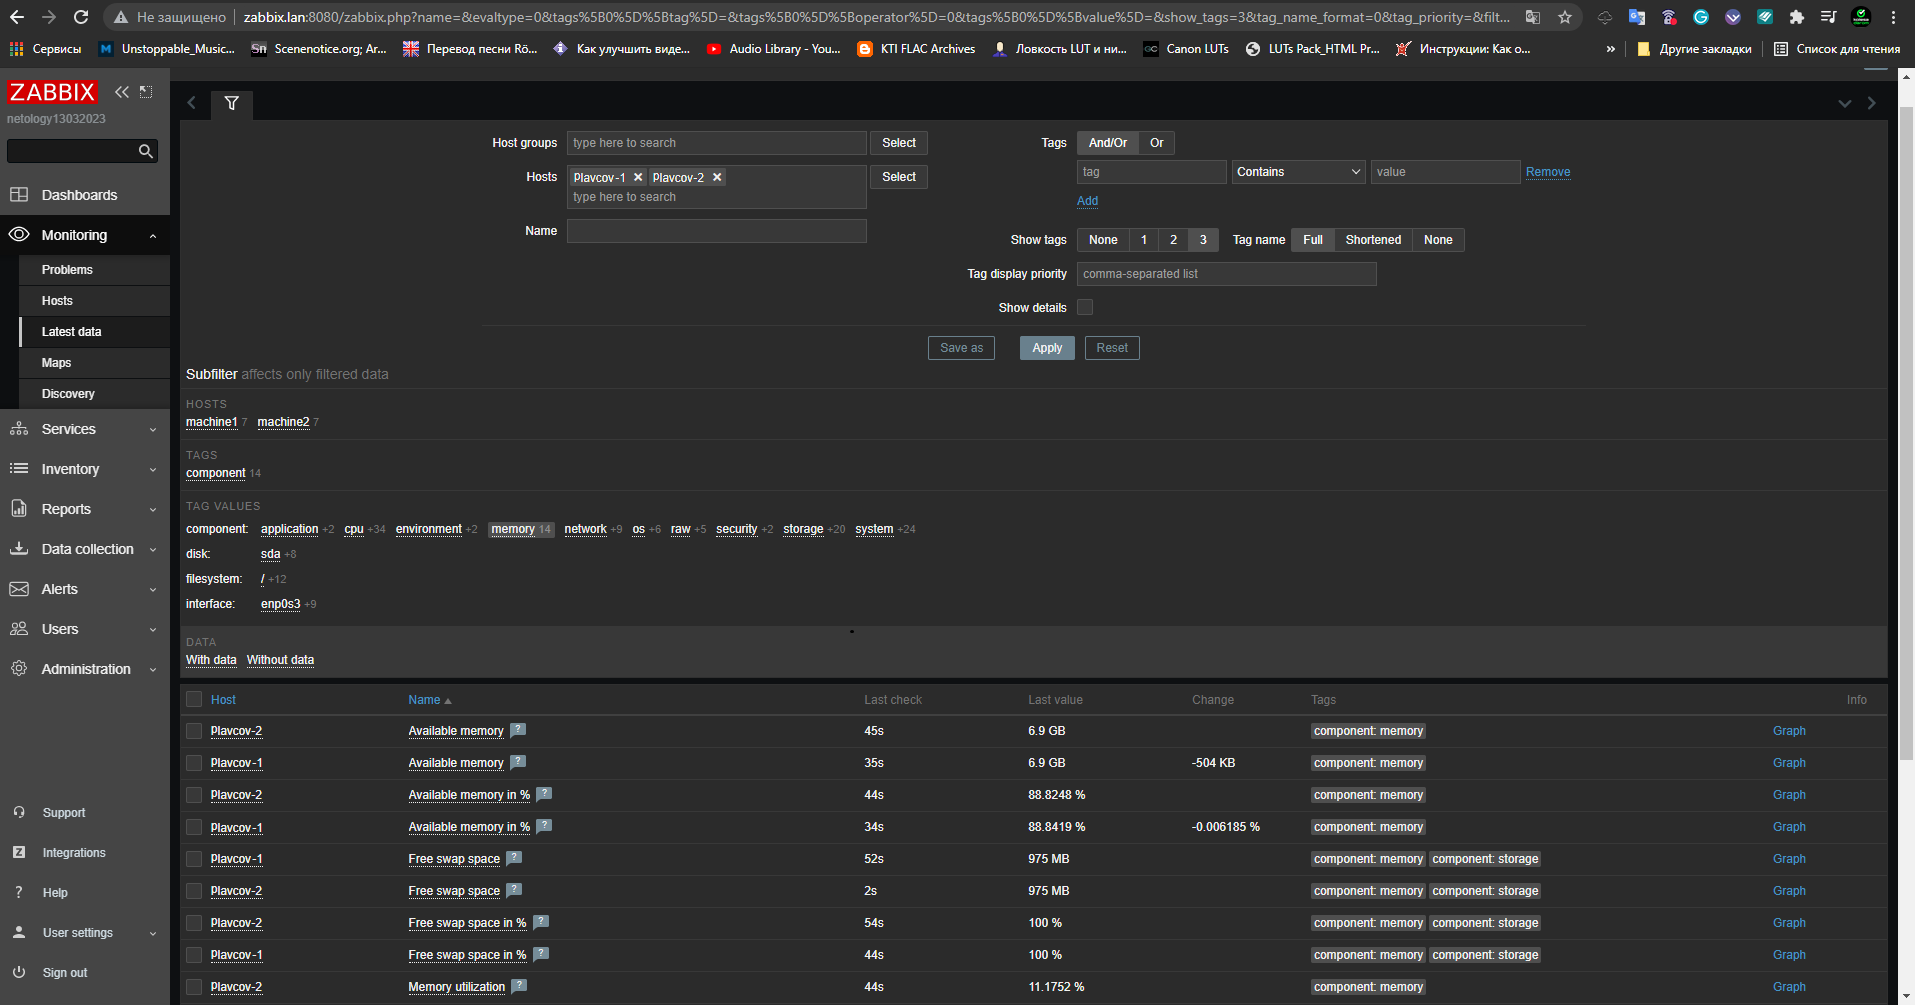 Не защищено zabbix.lan:8080/zabbix.php?name=&evaltype=0&tags%5B0%5D%5Btag%5D=&tags%5B0%5D%5Boperator%5D=0&tags%5B0%5D%5Bvalue%5D=&show_tags=3&tag_name_format=0&tag_priority=&filt...
Сервисы Unstoppable_Music... Scenenotice.org; Ar... Перевод песни Rö... Как улучшить виде... Audio Library - You... KTI FLAC Archives Ловкость LUT и ни... Canon LUTs LUTs Pack_HTML Pr... Инструкции: Как о... » Другие закладки Список для чтения
ZABBIX
netology13032023
Dashboards
Monitoring
Problems
Hosts
Latest data
Maps
Discovery
Services
Inventory
Reports
Data collection
Alerts
Users
Administration
Support
Integrations
Help
User settings
Sign out
Host groups type here to search Select
Hosts Plavcov-1 Plavcov-2 Select
type here to search
Name
Tags And/Or Or
tag Contains value Remove
Add
Show tags None 1 2 3 Tag name Full Shortened None
Tag display priority comma-separated list
Show details
Save as Apply Reset
Subfilter affects only filtered data
HOSTS
machine1 7 machine2 7
TAGS
component 14
TAG VALUES
component: application +2 cpu +34 environment +2 memory 14 network +9 os +6 raw +5 security +2 storage +20 system +24
disk: sda +8
filesystem: / +12
interface: enp0s3 +9
DATA
With data Without data
Host Name Last check Last value Change Tags Info
Plavcov-2 Available memory ? 45s 6.9 GB component: memory Graph
Plavcov-1 Available memory ? 35s 6.9 GB -504 KB component: memory Graph
Plavcov-2 Available memory in % ? 44s 88.8248 % component: memory Graph
Plavcov-1 Available memory in % ? 34s 88.8419 % -0.006185 % component: memory Graph
Plavcov-1 Free swap space ? 52s 975 MB component: memory component: storage Graph
Plavcov-2 Free swap space ? 2s 975 MB component: memory component: storage Graph
Plavcov-2 Free swap space in % ? 54s 100 % component: memory component: storage Graph
Plavcov-1 Free swap space in % ? 44s 100 % component: memory component: storage Graph
Plavcov-2 Memory utilization ? 44s 11.1752 % component: memory Graph